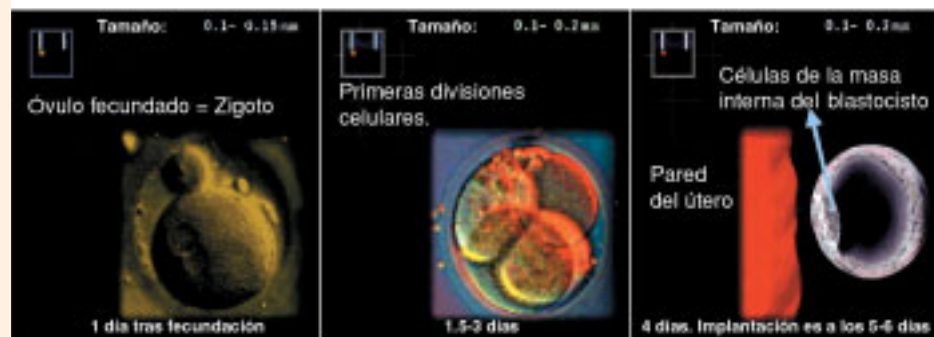 Tamaño: 0.1- 0.15 mm
Óvulo fecundado = Zigoto
1 día tras fecundación
Tamaño: 0.1- 0.2 mm
Primeras divisiones
celulares.
1.5-3 días
Tamaño: 0.1- 0.2 mm
Células de la masa
interna del blastocisto
Pared
del útero
4 días. Implantación es a los 5-6 días